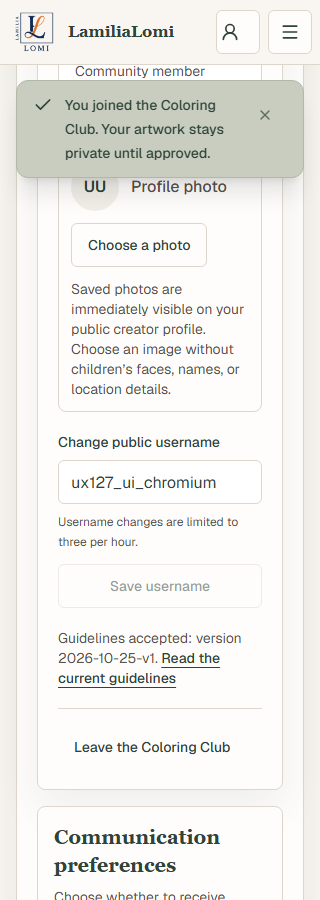 LOMI
LamiliaLomi
Community member
You joined the Coloring
Club. Your artwork stays
private until approved.
UU
Profile photo
Choose a photo
Saved photos are
immediately visible on your
public creator profile.
Choose an image without
children's faces, names, or
location details.
Change public username
ux127_ui_chromium
Username changes are limited to
three per hour.
Save username
Guidelines accepted: version
2026-10-25-v1. Read the
current guidelines
Leave the Coloring Club
Communication
preferences
Choose whether to receive